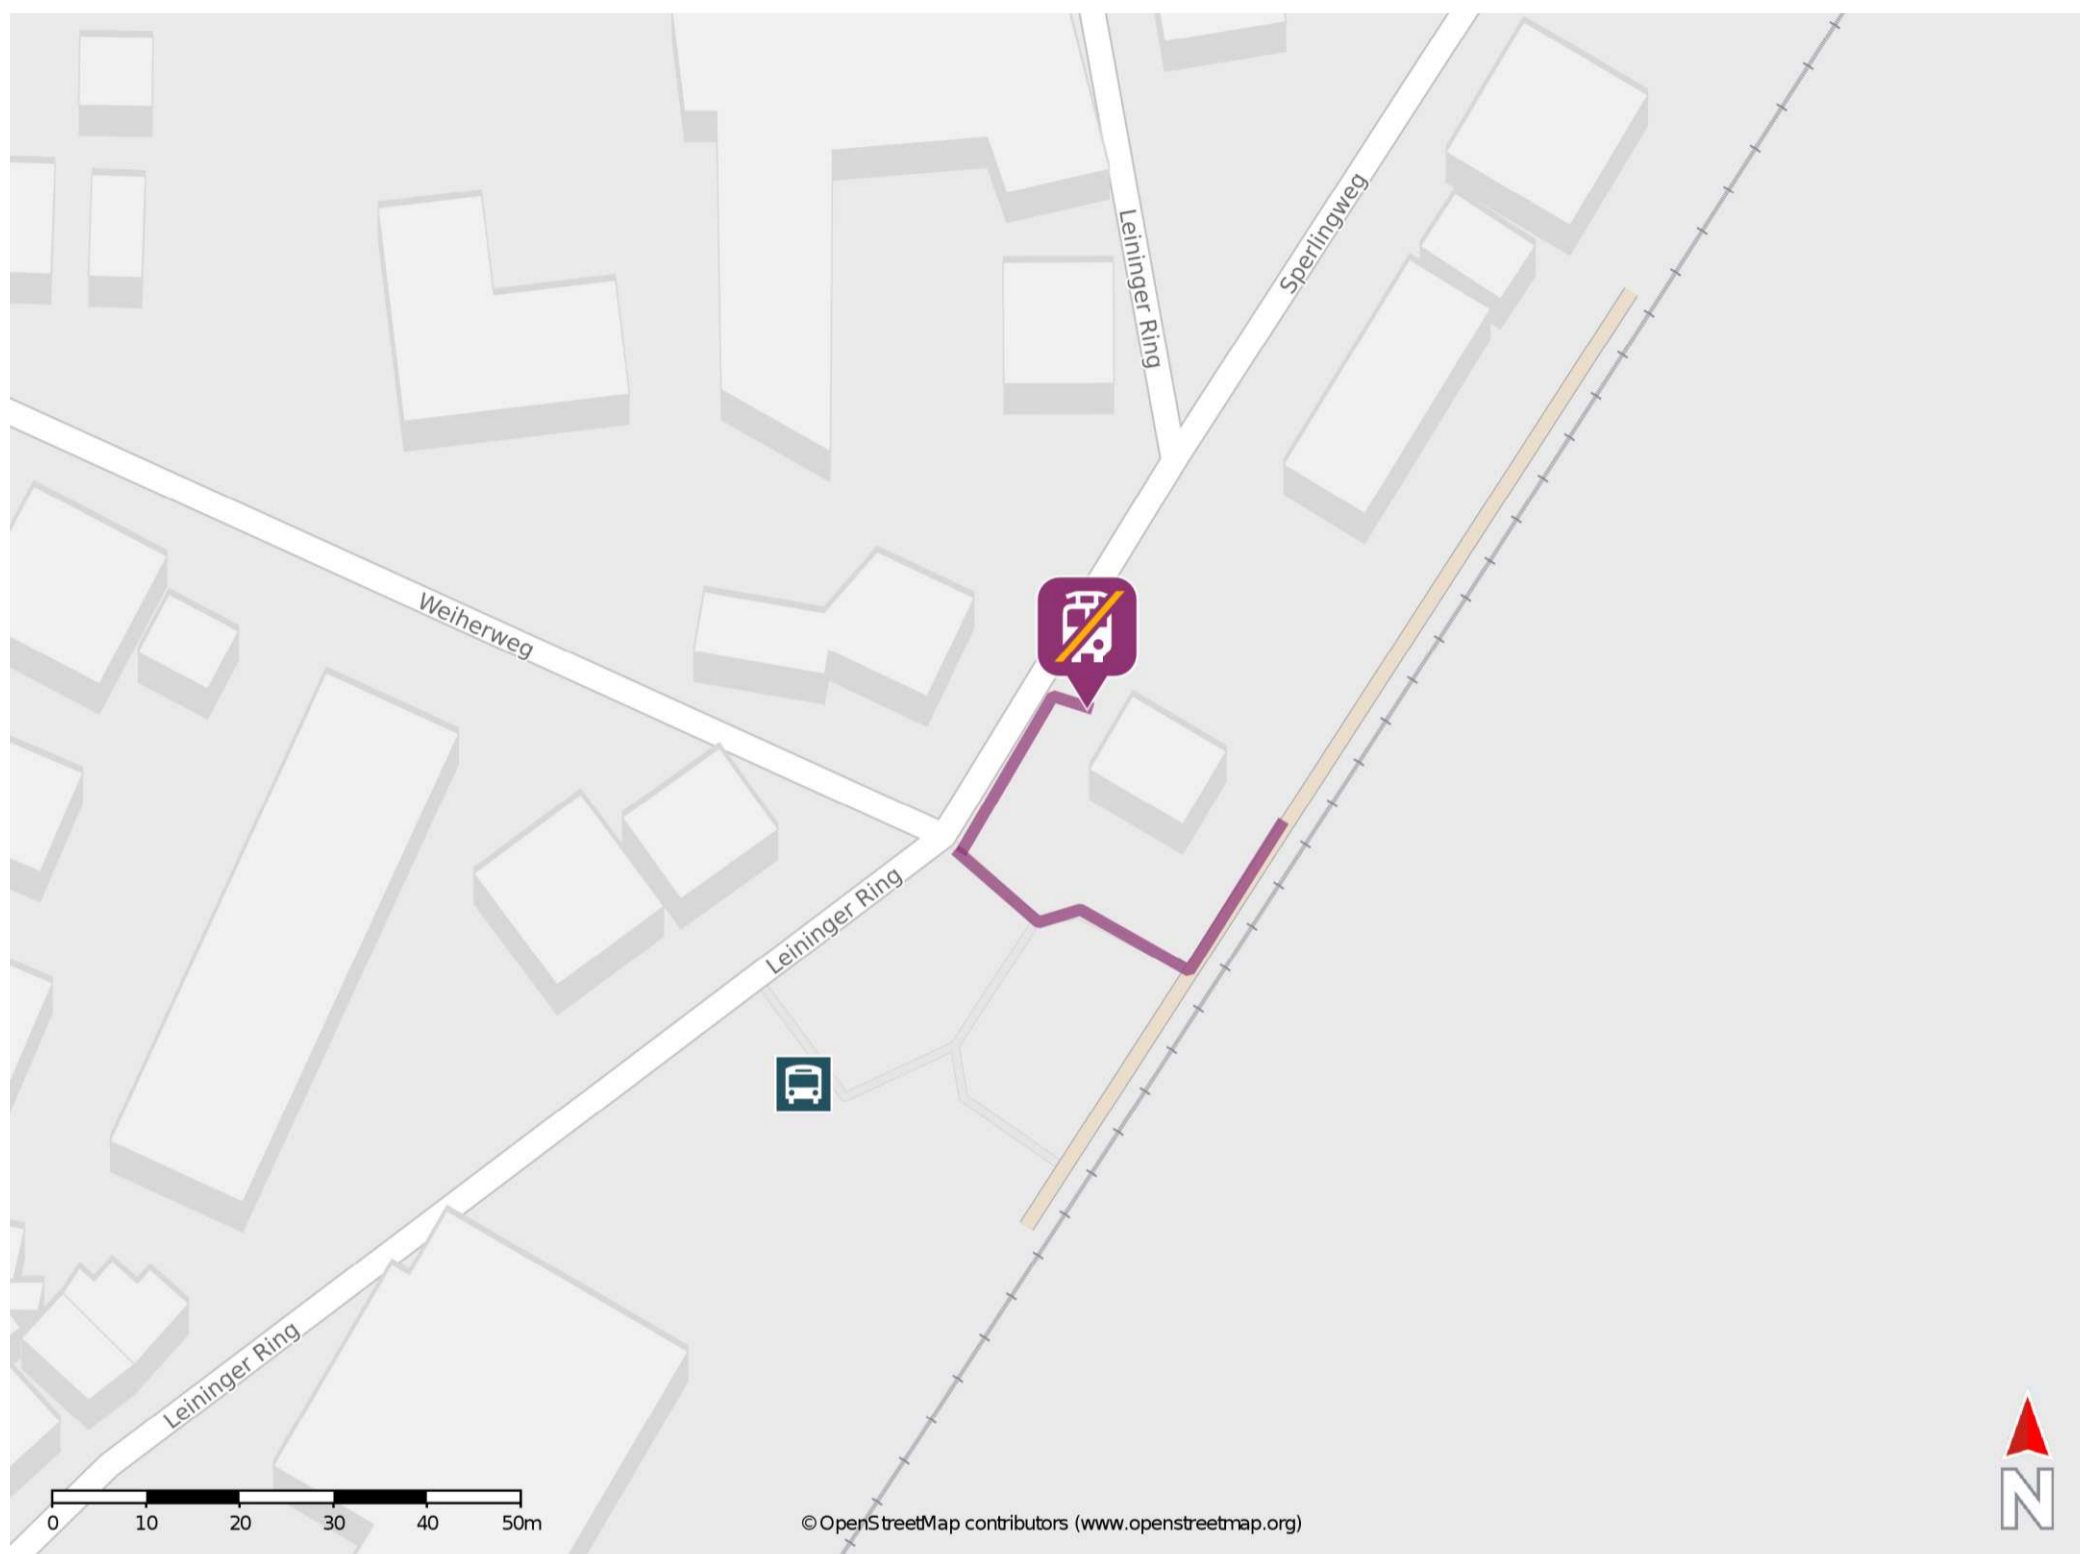 Leininger Ring
Sperlingweg
Weiherweg
Leininger Ring
Leininger Ring
0 10 20 30 40 50m
© OpenStreetMap contributors (www.openstreetmap.org)
N